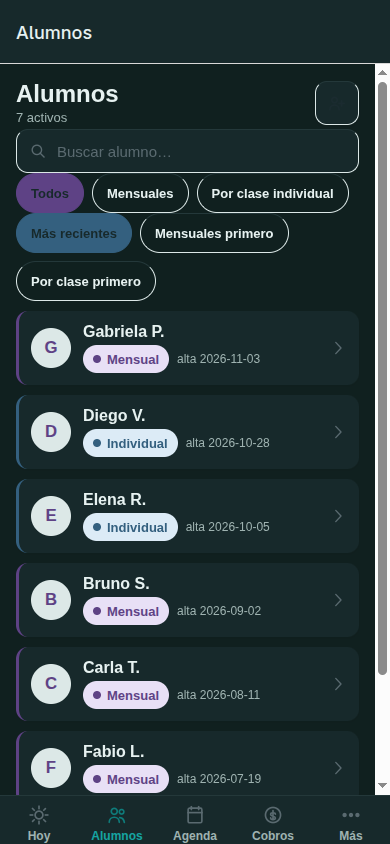 Alumnos
Alumnos
7 activos
Buscar alumno…
Todos
Mensuales
Por clase individual
Más recientes
Mensuales primero
Por clase primero
G
Gabriela P.
Mensual
alta 2026-11-03
D
Diego V.
Individual
alta 2026-10-28
E
Elena R.
Individual
alta 2026-10-05
B
Bruno S.
Mensual
alta 2026-09-02
C
Carla T.
Mensual
alta 2026-08-11
F
Fabio L.
Mensual
alta 2026-07-19
Hoy
Alumnos
Agenda
Cobros
Más